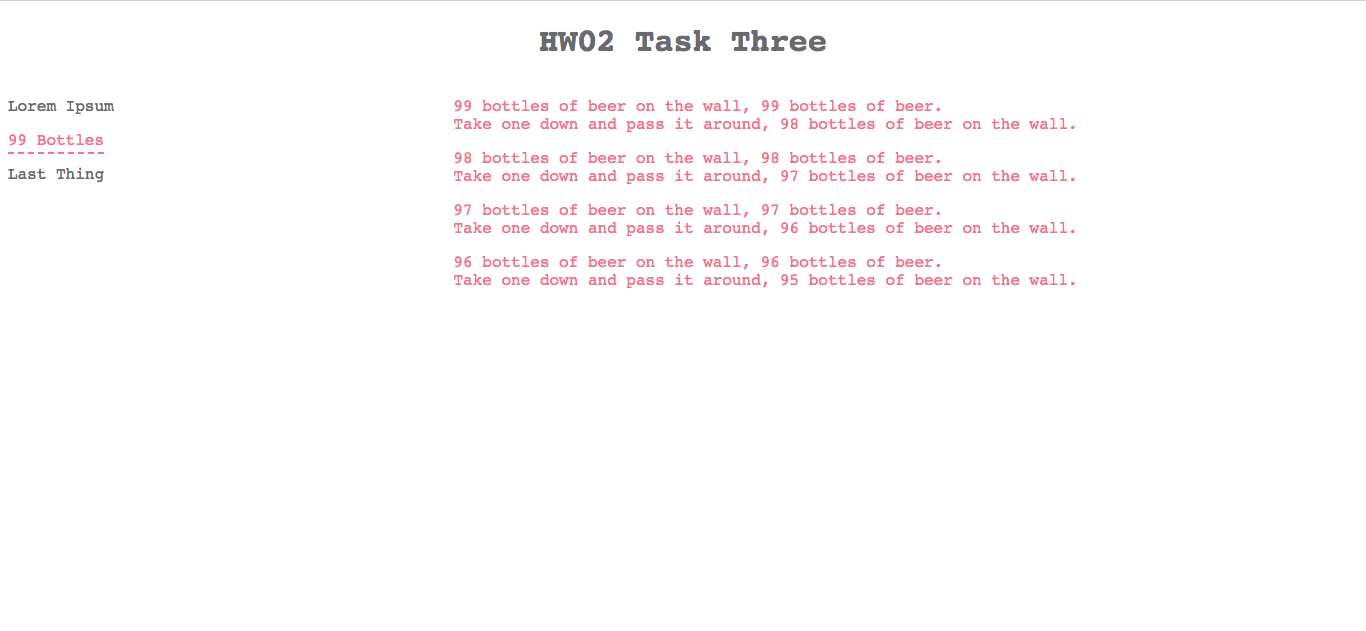 HW02 Task Three
Lorem Ipsum
99 Bottles
Last Thing
99 bottles of beer on the wall, 99 bottles of beer.
Take one down and pass it around, 98 bottles of beer on the wall.
98 bottles of beer on the wall, 98 bottles of beer.
Take one down and pass it around, 97 bottles of beer on the wall.
97 bottles of beer on the wall, 97 bottles of beer.
Take one down and pass it around, 96 bottles of beer on the wall.
96 bottles of beer on the wall, 96 bottles of beer.
Take one down and pass it around, 95 bottles of beer on the wall.